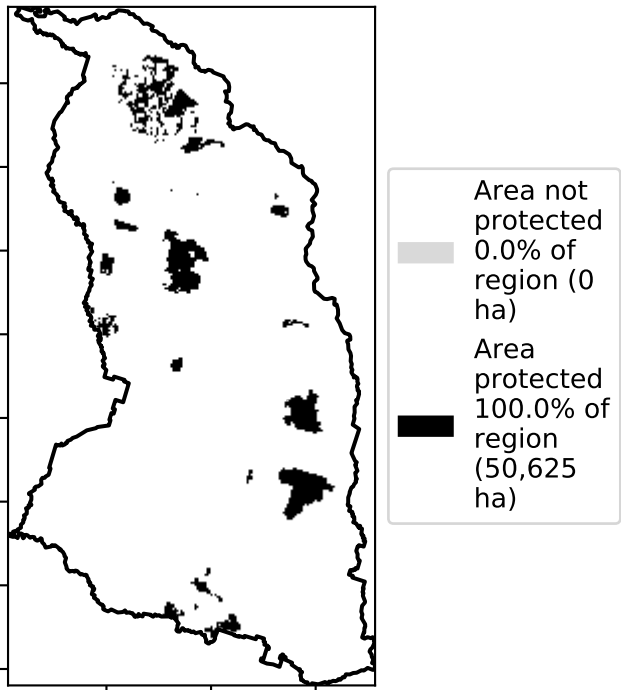 Area not
protected
0.0% of
region (0
ha)
Area
protected
100.0% of
region
(50,625
ha)